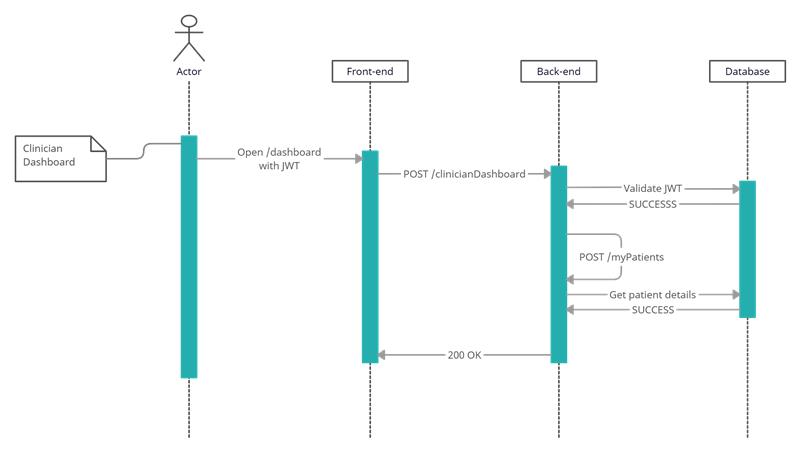 Actor
Front-end
Back-end
Database
Clinician
Dashboard
Open /dashboard
with JWT
POST /clinicianDashboard
Validate JWT
SUCCESSS
POST /myPatients
Get patient details
SUCCESS
200 OK